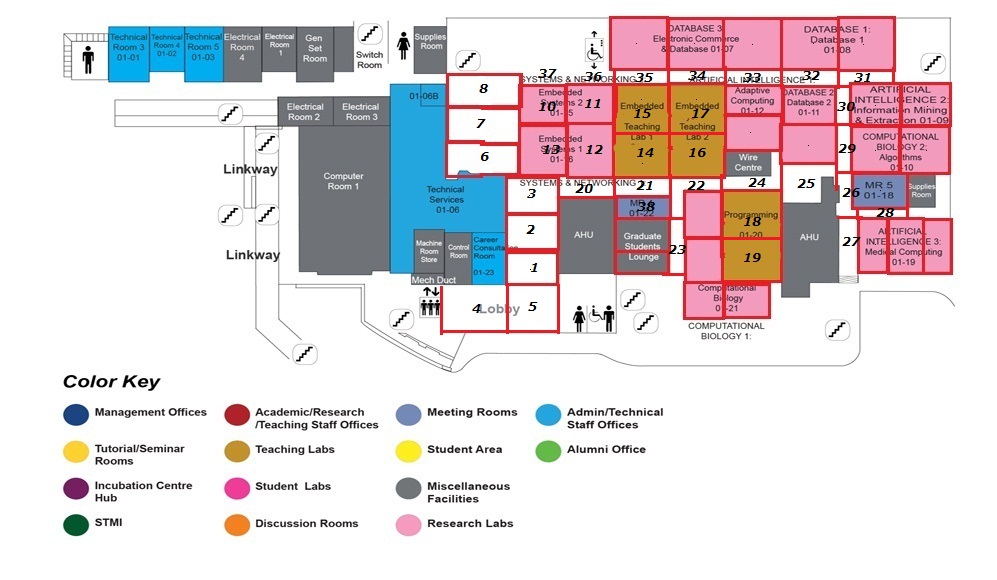 Technical
Room 3
01-01
Technical
Room 4
01-02
Technical
Room 5
01-03
Electrical
Room
4
Electrical
Room
1
Gen
Set
Room
Switch
Room
Supplies
Room
DATABASE 3:
Electronic Commerce
& Database 01-07
DATABASE 1:
Database 1
01-08
37
36
35
34
33
32
31
SYSTEMS & NETWORKING
ARTIFICIAL INTELLIGENCE 1:
8
01-06B
Embedded
Systems 2
10
11
Embedded
15
Teaching
Lab 1
Embedded
17
Teaching
Lab 2
Adaptive
Computing
01-12
DATABASE 2:
Database 2
01-11
30
ARTIFICIAL
INTELLIGENCE 2:
Information Mining
& Extraction 01-09
Electrical
Room 2
Electrical
Room 3
7
Embedded
Systems 1
13
12
14
16
29
COMPUTATIONAL
BIOLOGY 2:
Algorithms
01-10
6
Wire
Centre
Linkway
Computer
Room 1
Technical
Services
01-06
SYSTEMS & NETWORKING
3
20
21
22
24
25
26
MR 5
01-18
Supplies
Room
38
01-22
28
Programming
18
01-20
2
AHU
Graduate
Students
Lounge
23
AHU
27
ARTIFICIAL
INTELLIGENCE 3:
Medical Computing
01-19
Machine
Room
Store
Control
Room
Career
Consultation
Room
01-23
Linkway
1
19
Mech Duct
4
Lobby
5
Computational
Biology
01-21
COMPUTATIONAL
BIOLOGY 1:
Color Key
Management Offices
Academic/Research
/Teaching Staff Offices
Meeting Rooms
Admin/Technical
Staff Offices
Tutorial/Seminar
Rooms
Teaching Labs
Student Area
Alumni Office
Incubation Centre
Hub
Student Labs
Miscellaneous
Facilities
STMI
Discussion Rooms
Research Labs